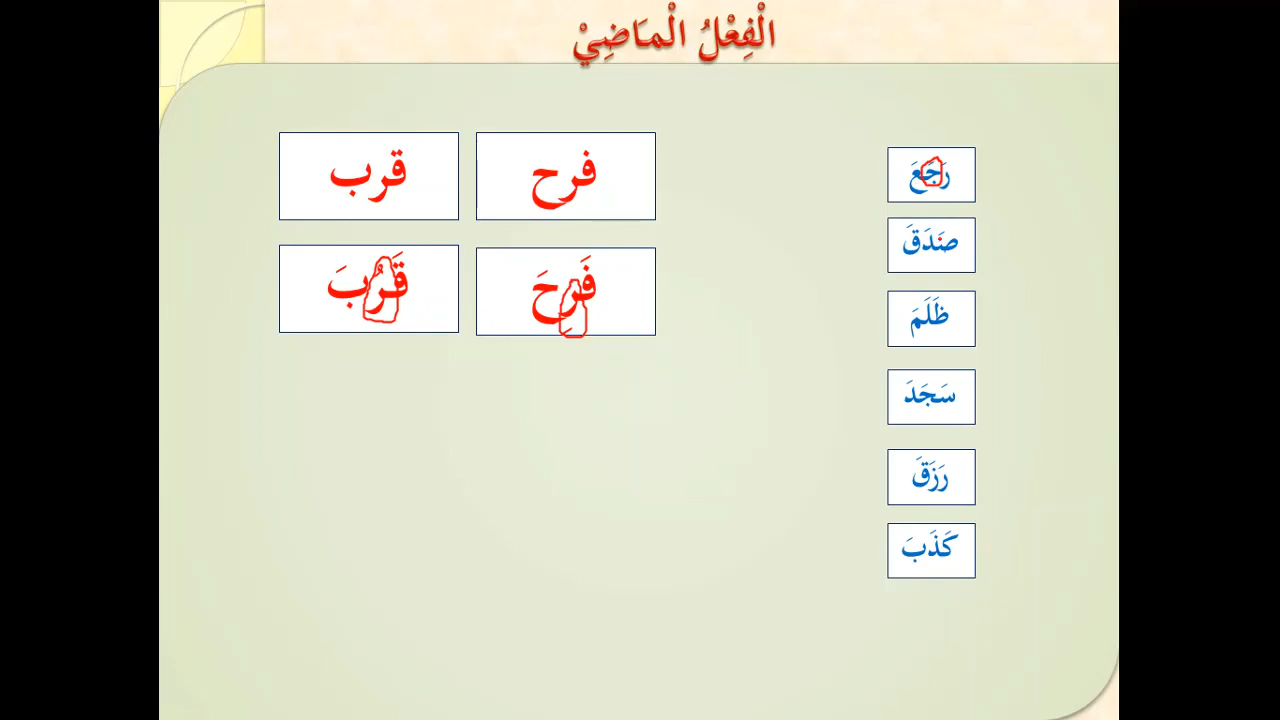 الْفِعْلُ الْمَاضِيْ
رَجَعَ
صَدَقَ
ظَلَمَ
سَجَدَ
رَزَقَ
كَذَبَ
فرح
قرب
فَرِحَ
قَرُبَ